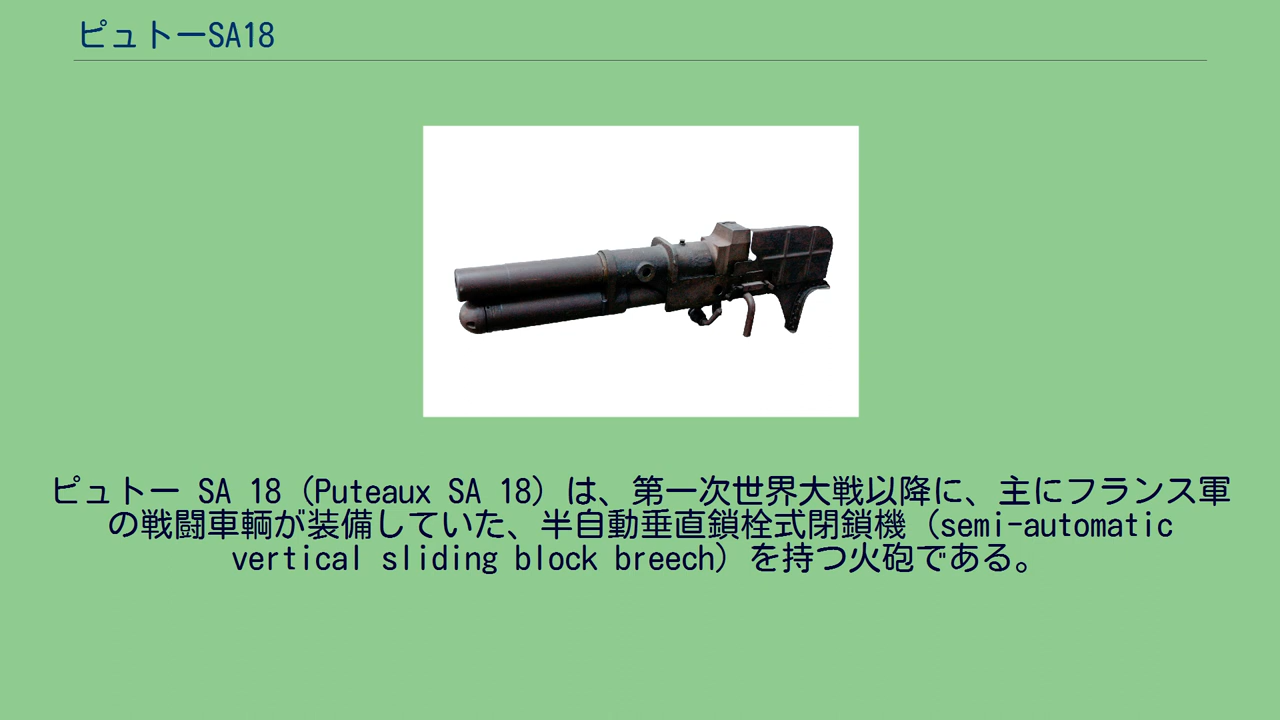 ピュトーSA18
ピュトー SA 18（Puteaux SA 18）は、第一次世界大戦以降に、主にフランス軍
の戦闘車輌が装備していた、半自動垂直鎖栓式閉鎖機（semi-automatic
vertical sliding block breech）を持つ火砲である。